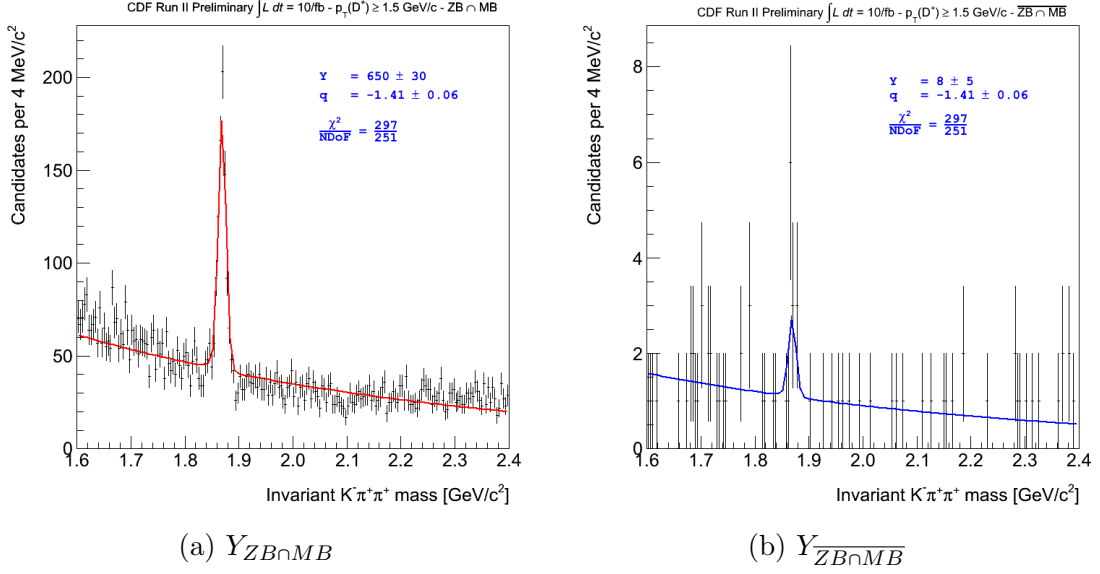 CDF Run II Preliminary ∫L dt = 10/fb - p_T(D⁺) ≥ 1.5 GeV/c - ZB ∩ MB
Candidates per 4 MeV/c²
200
150
100
50
0
Y = 650 ± 30
q = -1.41 ± 0.06
χ²/NDoF = 297/251
1.6 1.7 1.8 1.9 2.0 2.1 2.2 2.3 2.4
Invariant K⁻π⁺π⁺ mass [GeV/c²]
(a) Y_{ZB∩MB}
CDF Run II Preliminary ∫L dt = 10/fb - p_T(D⁺) ≥ 1.5 GeV/c - \overline{ZB ∩ MB}
Candidates per 4 MeV/c²
8
6
4
2
0
Y = 8 ± 5
q = -1.41 ± 0.06
χ²/NDoF = 297/251
1.6 1.7 1.8 1.9 2.0 2.1 2.2 2.3 2.4
Invariant K⁻π⁺π⁺ mass [GeV/c²]
(b) Y_{\overline{ZB∩MB}}